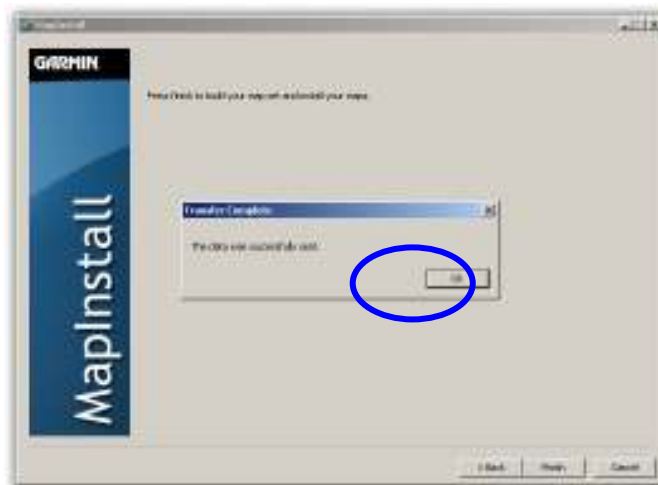 MapInstall
GARMIN
Press Finish to build your map set and install your maps.
MapInstall
Transfer Complete
The data was successfully sent.
OK
< Back
Finish
Cancel